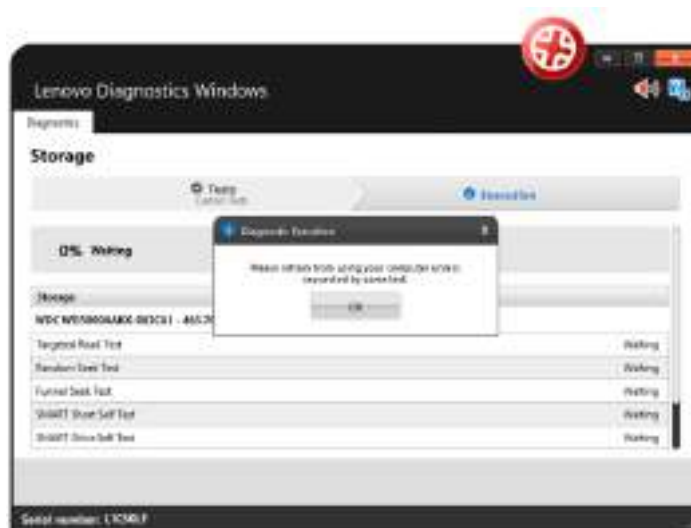 Lenovo Diagnostics Windows
Diagnostics
Storage
Tests
Execution
0% Waiting
Diagnostic Execution
Please refrain from using your computer unless
requested by some test.
OK
Storage
Targeted Read Test Waiting
Random Seek Test Waiting
Funnel Seek Test Waiting
SMART Short Self Test Waiting
SMART Drive Self Test Waiting
Serial number: